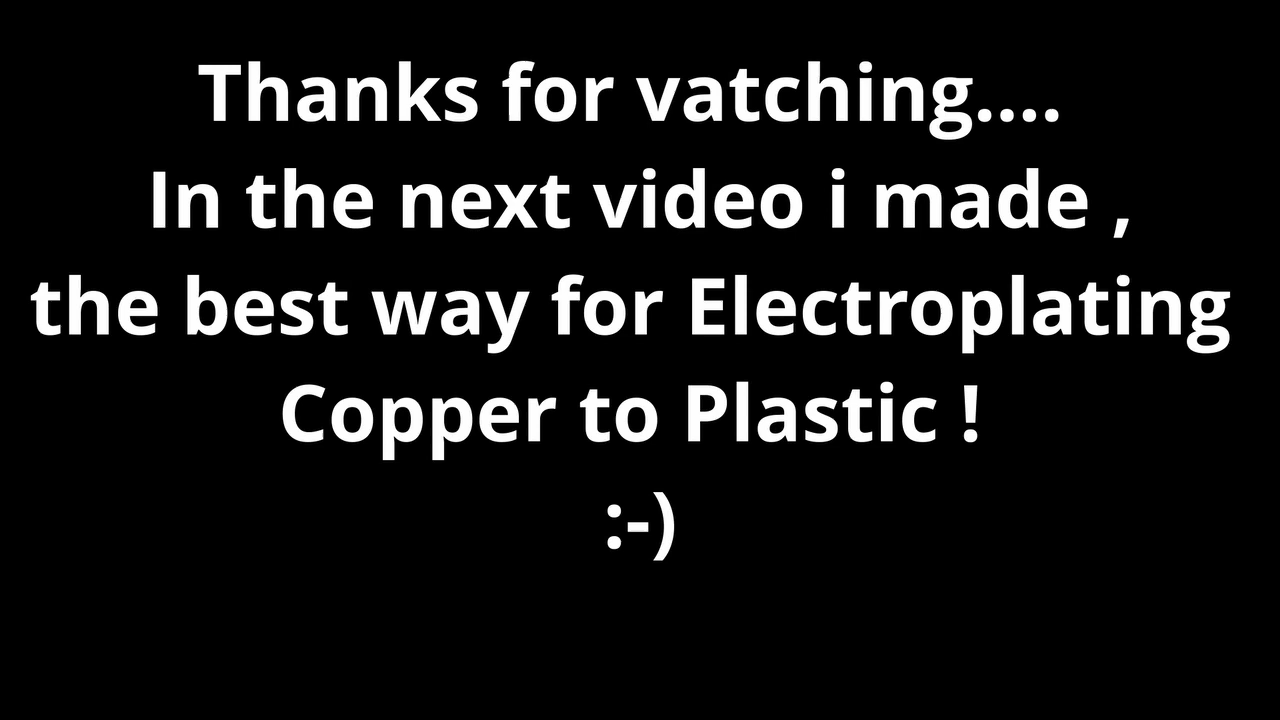 Thanks for vatching....
In the next video i made ,
the best way for Electroplating
Copper to Plastic !
:-)